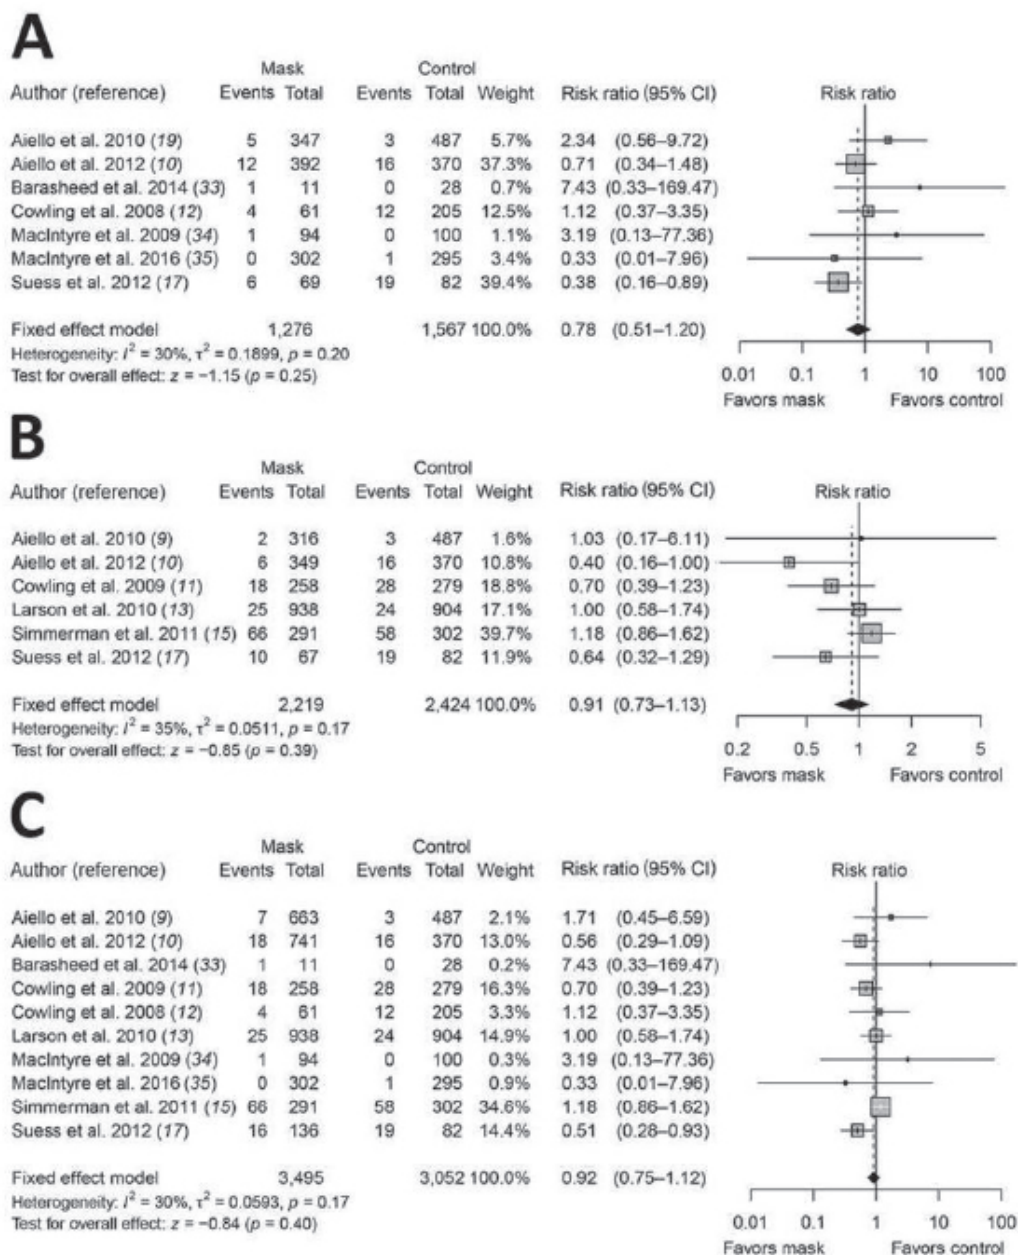 A
Mask Control
Author (reference) Events Total Events Total Weight Risk ratio (95% CI) Risk ratio
Aiello et al. 2010 (19) 5 347 3 487 5.7% 2.34 (0.56–9.72)
Aiello et al. 2012 (10) 12 392 16 370 37.3% 0.71 (0.34–1.48)
Barasheed et al. 2014 (33) 1 11 0 28 0.7% 7.43 (0.33–169.47)
Cowling et al. 2008 (12) 4 61 12 205 12.5% 1.12 (0.37–3.35)
MacIntyre et al. 2009 (34) 1 94 0 100 1.1% 3.19 (0.13–77.36)
MacIntyre et al. 2016 (35) 0 302 1 295 3.4% 0.33 (0.01–7.96)
Suess et al. 2012 (17) 6 69 19 82 39.4% 0.38 (0.16–0.89)
Fixed effect model 1,276 1,567 100.0% 0.78 (0.51–1.20)
Heterogeneity: I² = 30%, τ² = 0.1899, p = 0.20
Test for overall effect: z = −1.15 (p = 0.25)
0.01 0.1 1 10 100
Favors mask Favors control
B
Mask Control
Author (reference) Events Total Events Total Weight Risk ratio (95% CI) Risk ratio
Aiello et al. 2010 (9) 2 316 3 487 1.6% 1.03 (0.17–6.11)
Aiello et al. 2012 (10) 6 349 16 370 10.8% 0.40 (0.16–1.00)
Cowling et al. 2009 (11) 18 258 28 279 18.8% 0.70 (0.39–1.23)
Larson et al. 2010 (13) 25 938 24 904 17.1% 1.00 (0.58–1.74)
Simmerman et al. 2011 (15) 66 291 58 302 39.7% 1.18 (0.86–1.62)
Suess et al. 2012 (17) 10 67 19 82 11.9% 0.64 (0.32–1.29)
Fixed effect model 2,219 2,424 100.0% 0.91 (0.73–1.13)
Heterogeneity: I² = 35%, τ² = 0.0511, p = 0.17
Test for overall effect: z = −0.85 (p = 0.39)
0.2 0.5 1 2 5
Favors mask Favors control
C
Mask Control
Author (reference) Events Total Events Total Weight Risk ratio (95% CI) Risk ratio
Aiello et al. 2010 (9) 7 663 3 487 2.1% 1.71 (0.45–6.59)
Aiello et al. 2012 (10) 18 741 16 370 13.0% 0.56 (0.29–1.09)
Barasheed et al. 2014 (33) 1 11 0 28 0.2% 7.43 (0.33–169.47)
Cowling et al. 2009 (11) 18 258 28 279 16.3% 0.70 (0.39–1.23)
Cowling et al. 2008 (12) 4 61 12 205 3.3% 1.12 (0.37–3.35)
Larson et al. 2010 (13) 25 938 24 904 14.9% 1.00 (0.58–1.74)
MacIntyre et al. 2009 (34) 1 94 0 100 0.3% 3.19 (0.13–77.36)
MacIntyre et al. 2016 (35) 0 302 1 295 0.9% 0.33 (0.01–7.96)
Simmerman et al. 2011 (15) 66 291 58 302 34.6% 1.18 (0.86–1.62)
Suess et al. 2012 (17) 16 136 19 82 14.4% 0.51 (0.28–0.93)
Fixed effect model 3,495 3,052 100.0% 0.92 (0.75–1.12)
Heterogeneity: I² = 30%, τ² = 0.0593, p = 0.17
Test for overall effect: z = −0.84 (p = 0.40)
0.01 0.1 1 10 100
Favors mask Favors control